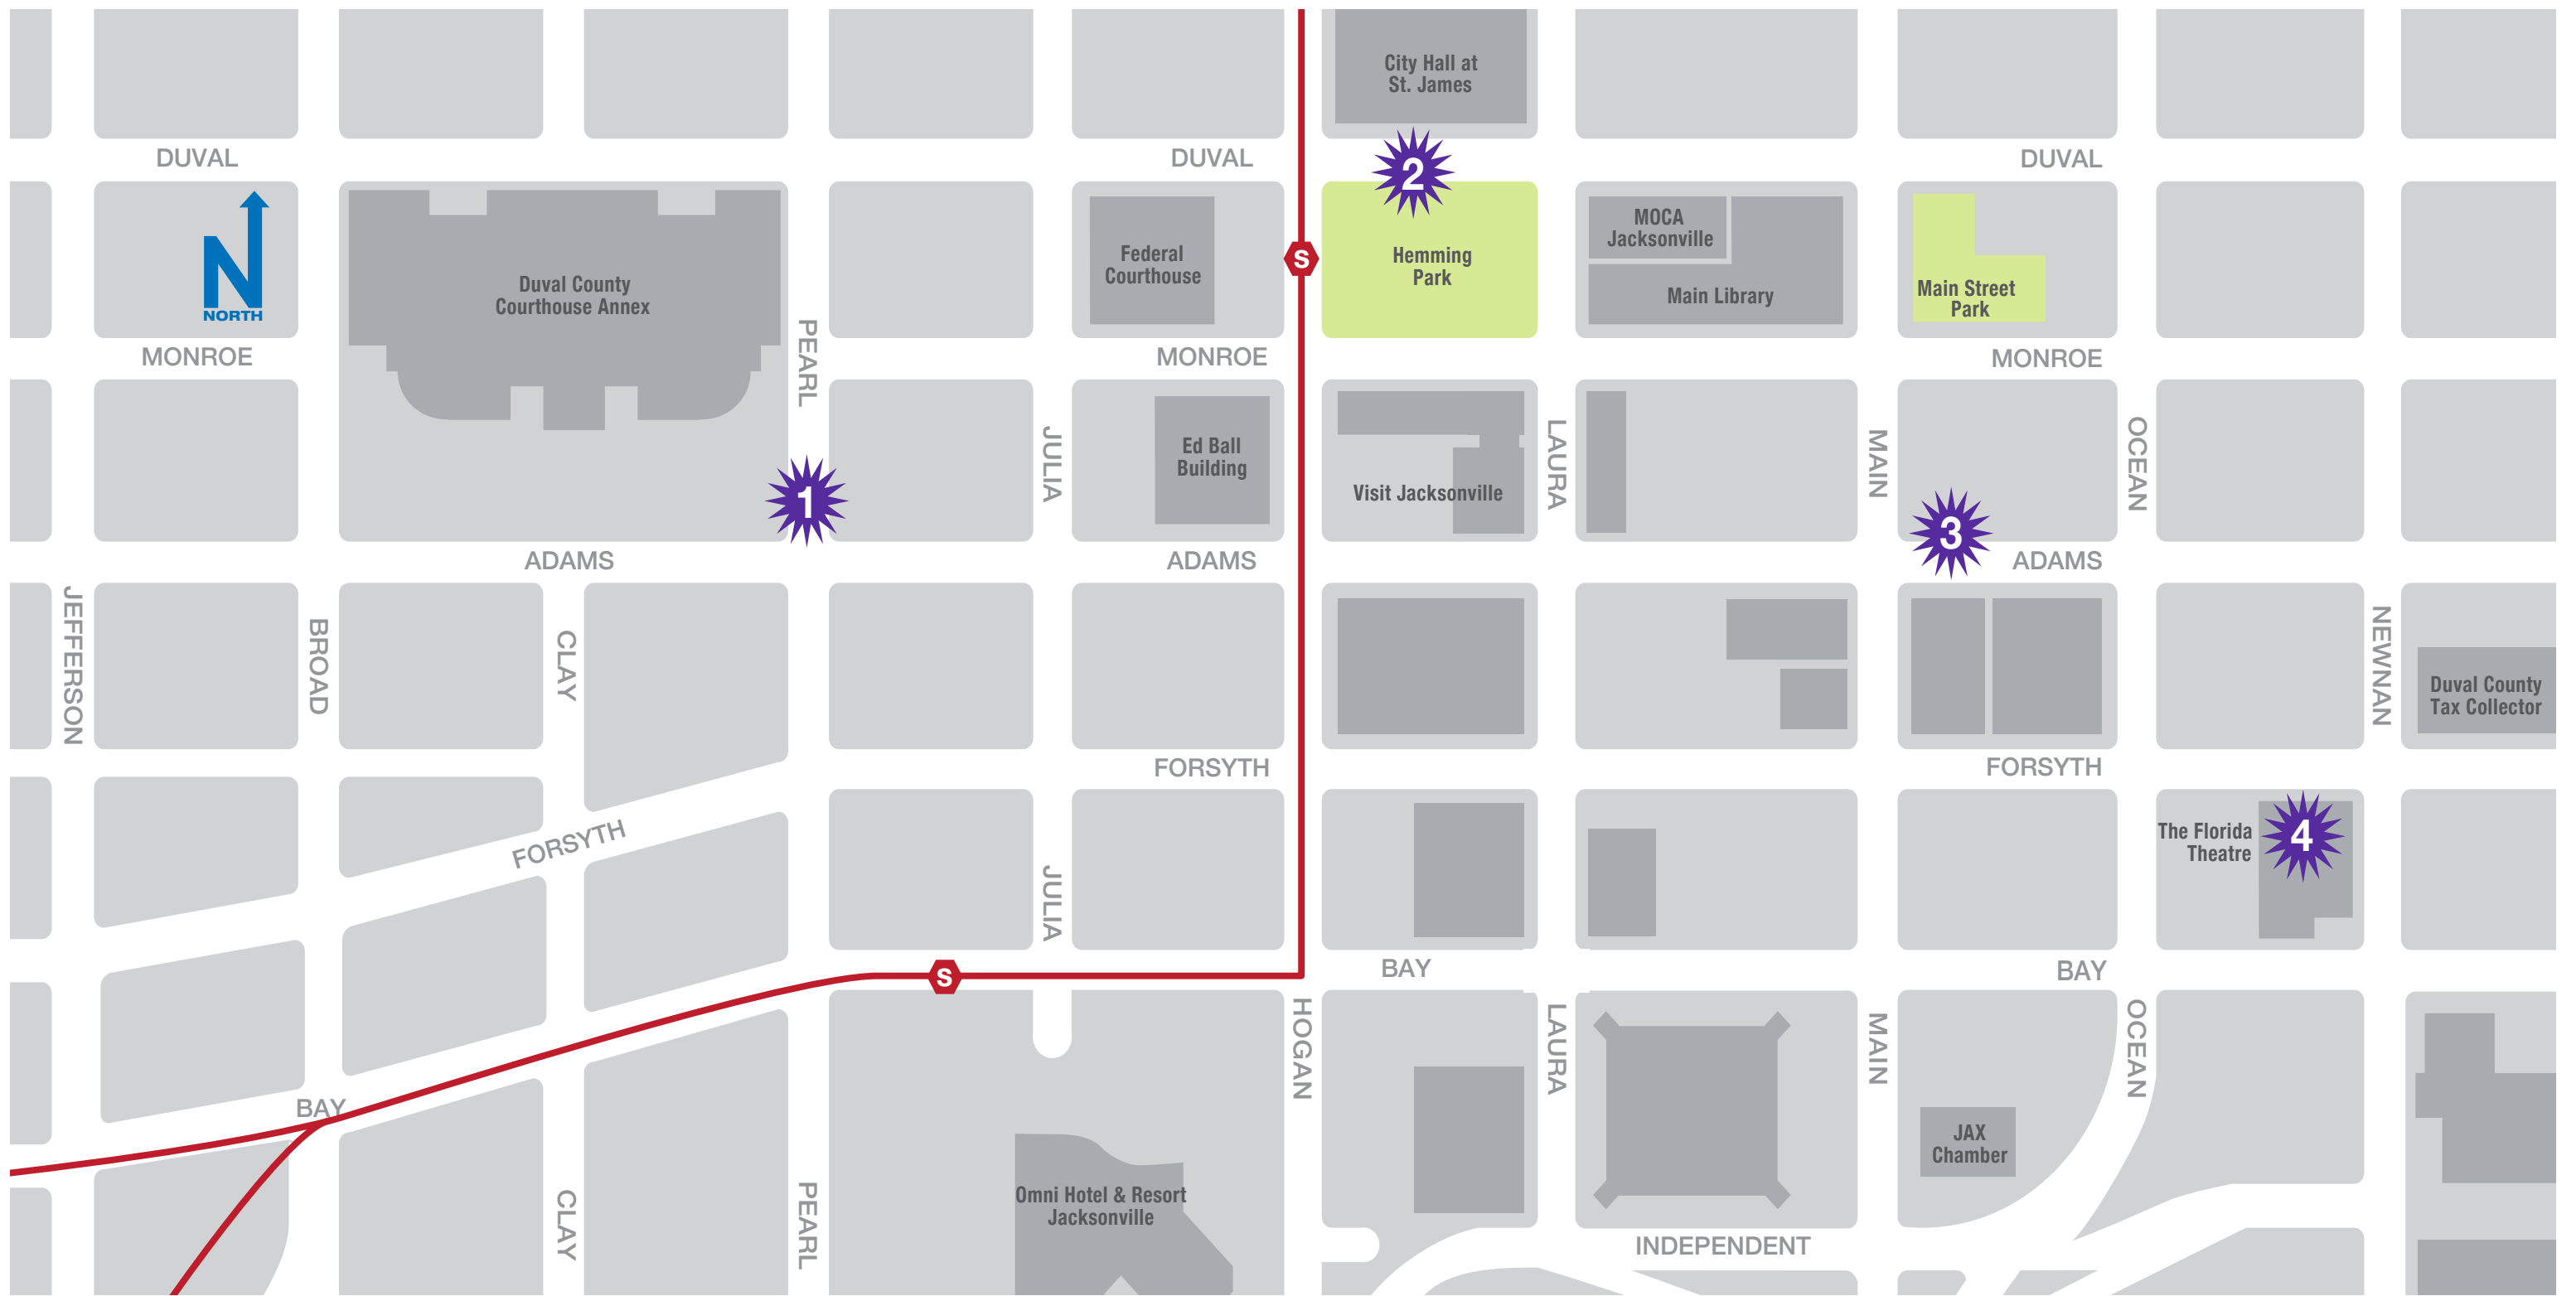 City Hall at
St. James
DUVAL
DUVAL
2
DUVAL
N
NORTH
Duval County
Courthouse Annex
Federal
Courthouse
S
Hemming
Park
MOCA
Jacksonville
Main Library
Main Street
Park
PEARL
MONROE
MONROE
MONROE
1
JULIA
Ed Ball
Building
Visit Jacksonville
LAURA
MAIN
3
OCEAN
ADAMS
ADAMS
ADAMS
JEFFERSON
BROAD
CLAY
NEWNAN
Duval County
Tax Collector
FORSYTH
FORSYTH
FORSYTH
The Florida
Theatre
4
JULIA
S
BAY
BAY
BAY
HOGAN
LAURA
MAIN
OCEAN
JAX
Chamber
CLAY
PEARL
Omni Hotel & Resort
Jacksonville
INDEPENDENT